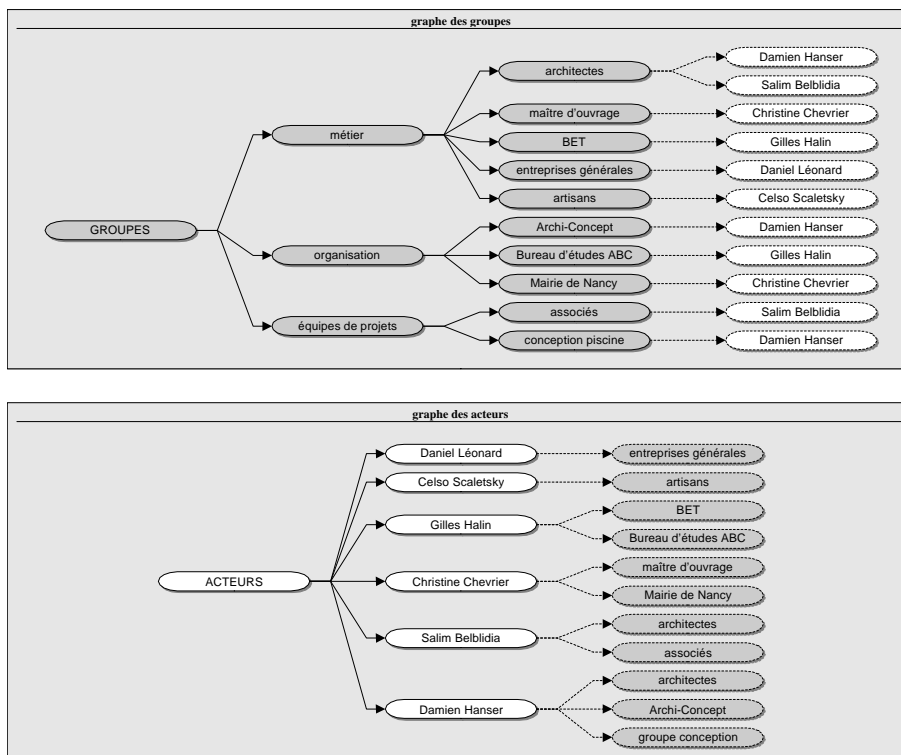 graphe des groupes
Damien Hanser
architectes
Salim Belblidia
maître d'ouvrage
Christine Chevrier
métier
BET
Gilles Halin
entreprises générales
Daniel Léonard
artisans
Celso Scaletsky
GROUPES
Archi-Concept
Damien Hanser
organisation
Bureau d'études ABC
Gilles Halin
Mairie de Nancy
Christine Chevrier
équipes de projets
associés
Salim Belblidia
conception piscine
Damien Hanser
graphe des acteurs
Daniel Léonard
entreprises générales
Celso Scaletsky
artisans
Gilles Halin
BET
Bureau d'études ABC
ACTEURS
Christine Chevrier
maître d'ouvrage
Mairie de Nancy
Salim Belblidia
architectes
associés
Damien Hanser
architectes
Archi-Concept
groupe conception